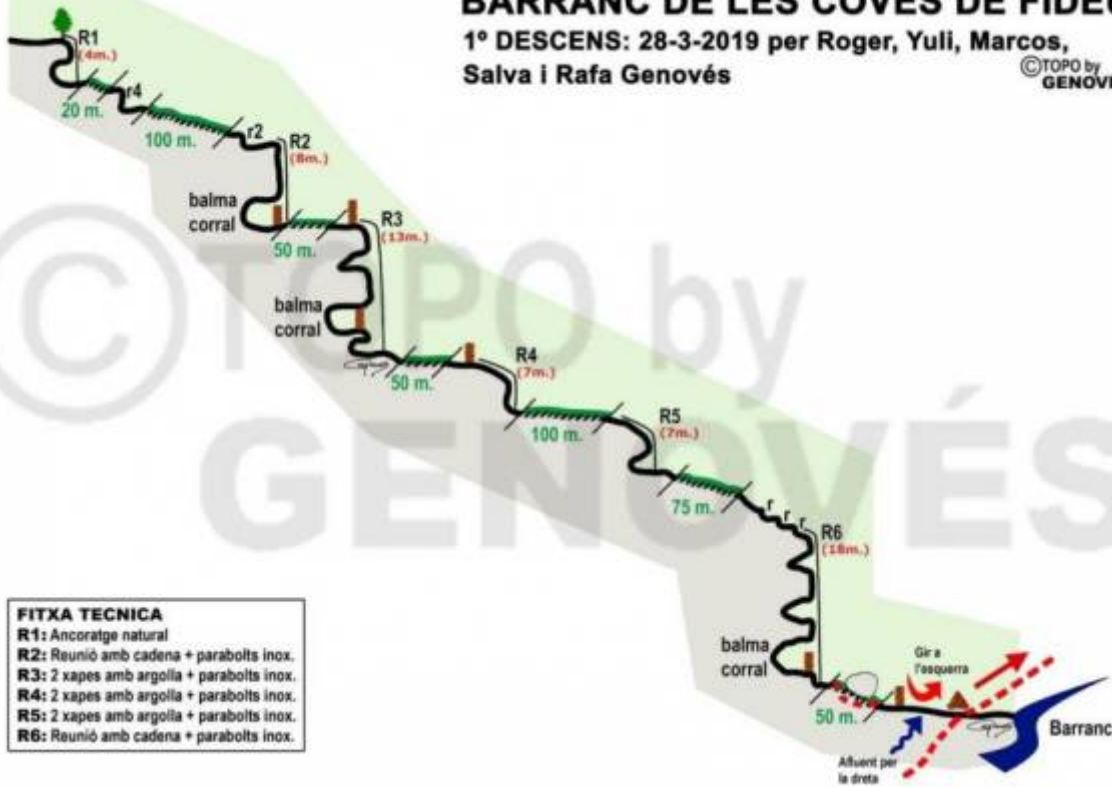 BARRANC DE LES COVES DE FIDEU
1º DESCENS: 28-3-2019 per Roger, Yuli, Marcos,
Salva i Rafa Genovés
©TOPO by
GENOVÉ
R1
(4m.)
20 m.
r4
100 m.
r2
R2
(8m.)
balma
corral
50 m.
R3
(13m.)
balma
corral
50 m.
R4
(7m.)
100 m.
R5
(7m.)
75 m.
r
r
r
R6
(18m.)
balma
corral
50 m.
Gir a
l'esquerra
Afluent per
la dreta
Barranc
FITXA TECNICA
R1: Ancoratge natural
R2: Reunió amb cadena + parabolts inox.
R3: 2 xapes amb argolla + parabolts inox.
R4: 2 xapes amb argolla + parabolts inox.
R5: 2 xapes amb argolla + parabolts inox.
R6: Reunió amb cadena + parabolts inox.
© TOPO by
GENOVÉS